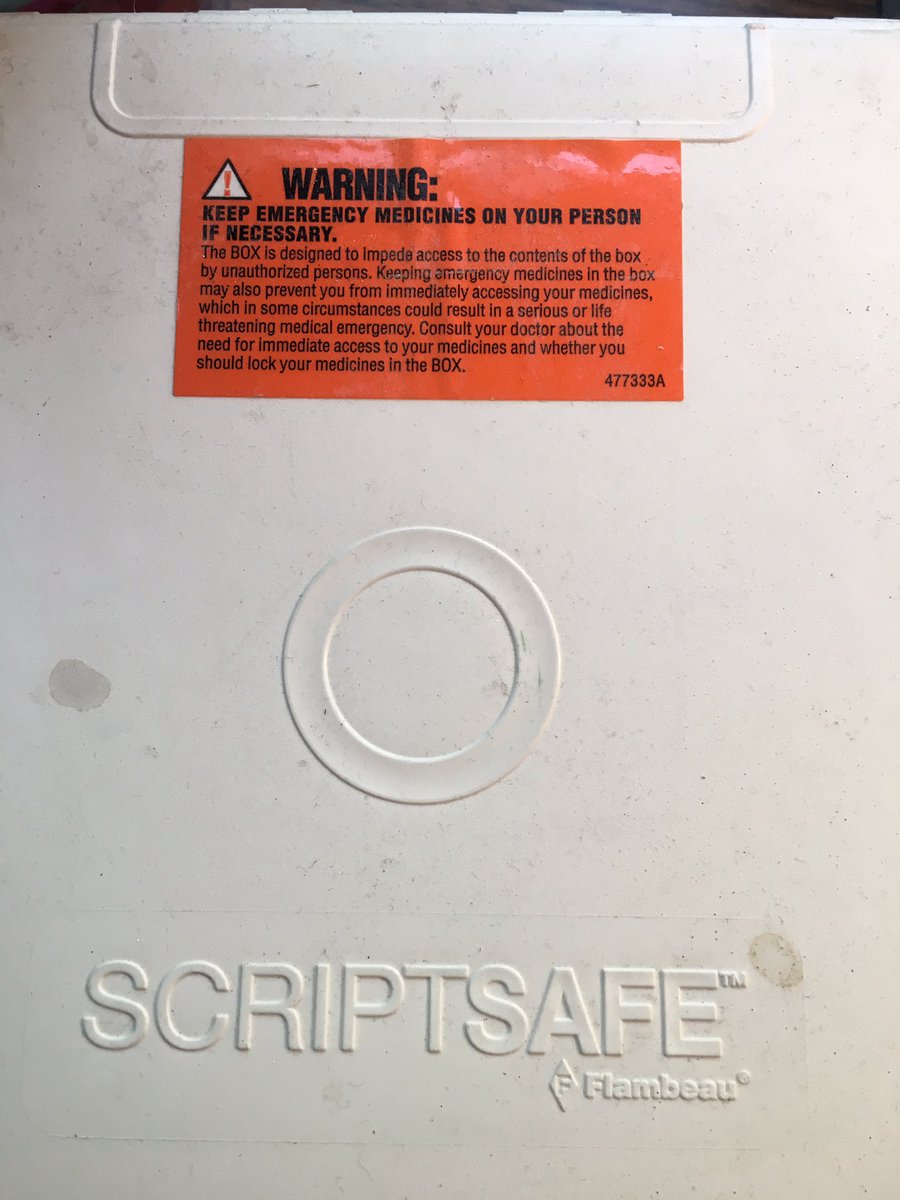 WARNING:
KEEP EMERGENCY MEDICINES ON YOUR PERSON
IF NECESSARY.
The BOX is designed to impede access to the contents of the box
by unauthorized persons. Keeping emergency medicines in the box
may also prevent you from immediately accessing your medicines,
which in some circumstances could result in a serious or life
threatening medical emergency. Consult your doctor about the
need for immediate access to your medicines and whether you
should lock your medicines in the BOX.
477333A
SCRIPTSAFE™
F Flambeau®